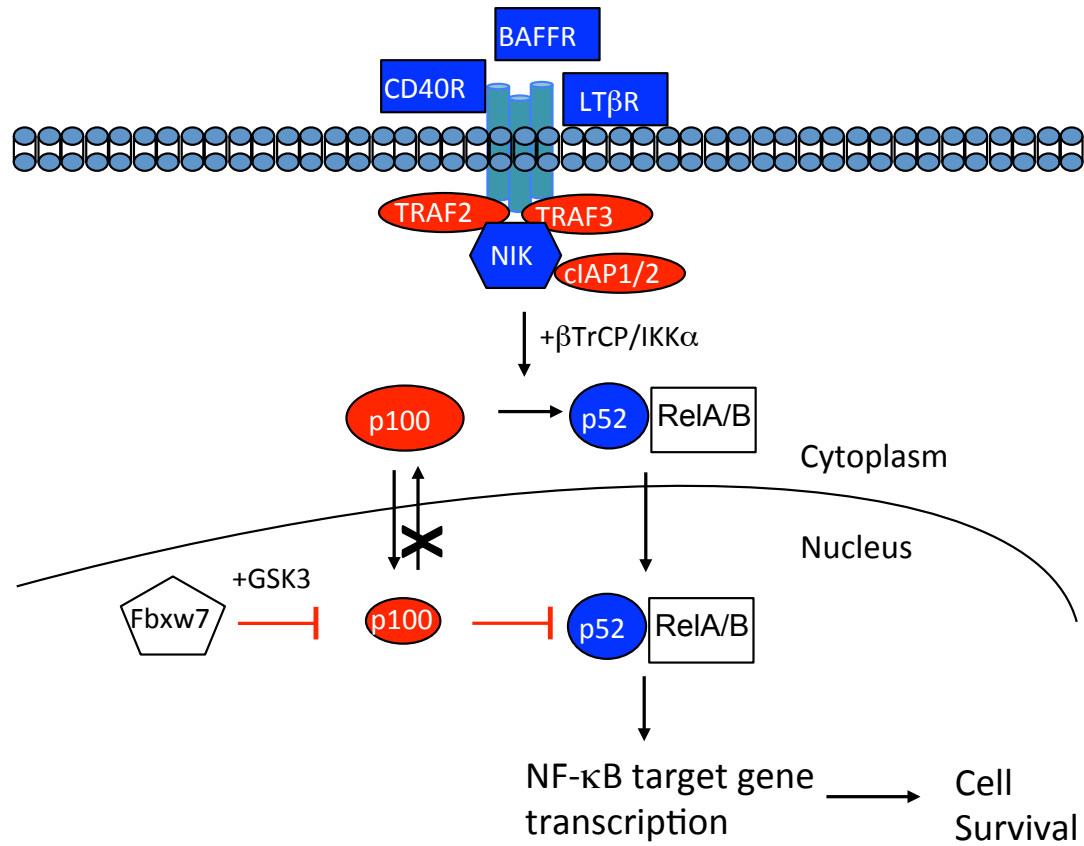 BAFFR
CD40R
LTβR
TRAF2
TRAF3
NIK
cIAP1/2
+βTrCP/IKKα
p100
p52
RelA/B
Cytoplasm
Nucleus
+GSK3
Fbxw7
p100
p52
RelA/B
NF-κB target gene
transcription
Cell
Survival